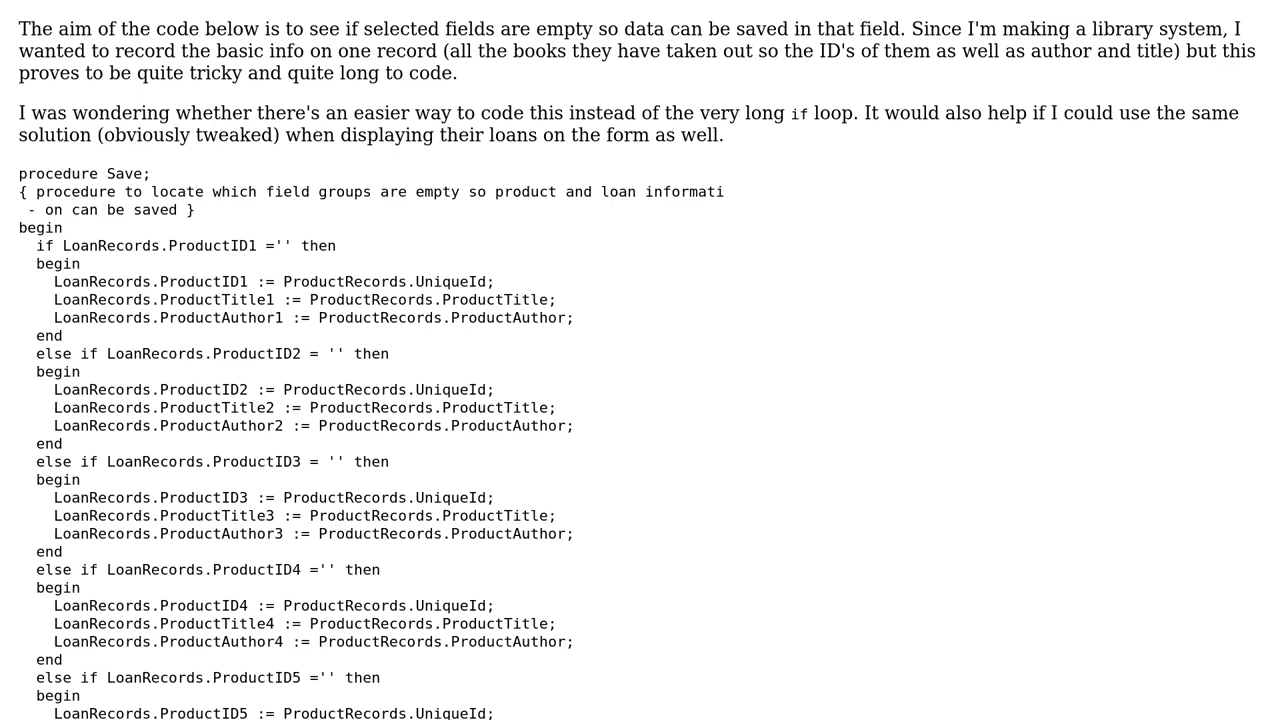 The aim of the code below is to see if selected fields are empty so data can be saved in that field. Since I'm making a library system, I
wanted to record the basic info on one record (all the books they have taken out so the ID's of them as well as author and title) but this
proves to be quite tricky and quite long to code.
I was wondering whether there's an easier way to code this instead of the very long if loop. It would also help if I could use the same
solution (obviously tweaked) when displaying their loans on the form as well.
procedure Save;
{ procedure to locate which field groups are empty so product and loan informati
 - on can be saved }
begin
  if LoanRecords.ProductID1 ='' then
  begin
    LoanRecords.ProductID1 := ProductRecords.UniqueId;
    LoanRecords.ProductTitle1 := ProductRecords.ProductTitle;
    LoanRecords.ProductAuthor1 := ProductRecords.ProductAuthor;
  end
  else if LoanRecords.ProductID2 = '' then
  begin
    LoanRecords.ProductID2 := ProductRecords.UniqueId;
    LoanRecords.ProductTitle2 := ProductRecords.ProductTitle;
    LoanRecords.ProductAuthor2 := ProductRecords.ProductAuthor;
  end
  else if LoanRecords.ProductID3 = '' then
  begin
    LoanRecords.ProductID3 := ProductRecords.UniqueId;
    LoanRecords.ProductTitle3 := ProductRecords.ProductTitle;
    LoanRecords.ProductAuthor3 := ProductRecords.ProductAuthor;
  end
  else if LoanRecords.ProductID4 ='' then
  begin
    LoanRecords.ProductID4 := ProductRecords.UniqueId;
    LoanRecords.ProductTitle4 := ProductRecords.ProductTitle;
    LoanRecords.ProductAuthor4 := ProductRecords.ProductAuthor;
  end
  else if LoanRecords.ProductID5 ='' then
  begin
    LoanRecords.ProductID5 := ProductRecords.UniqueId;